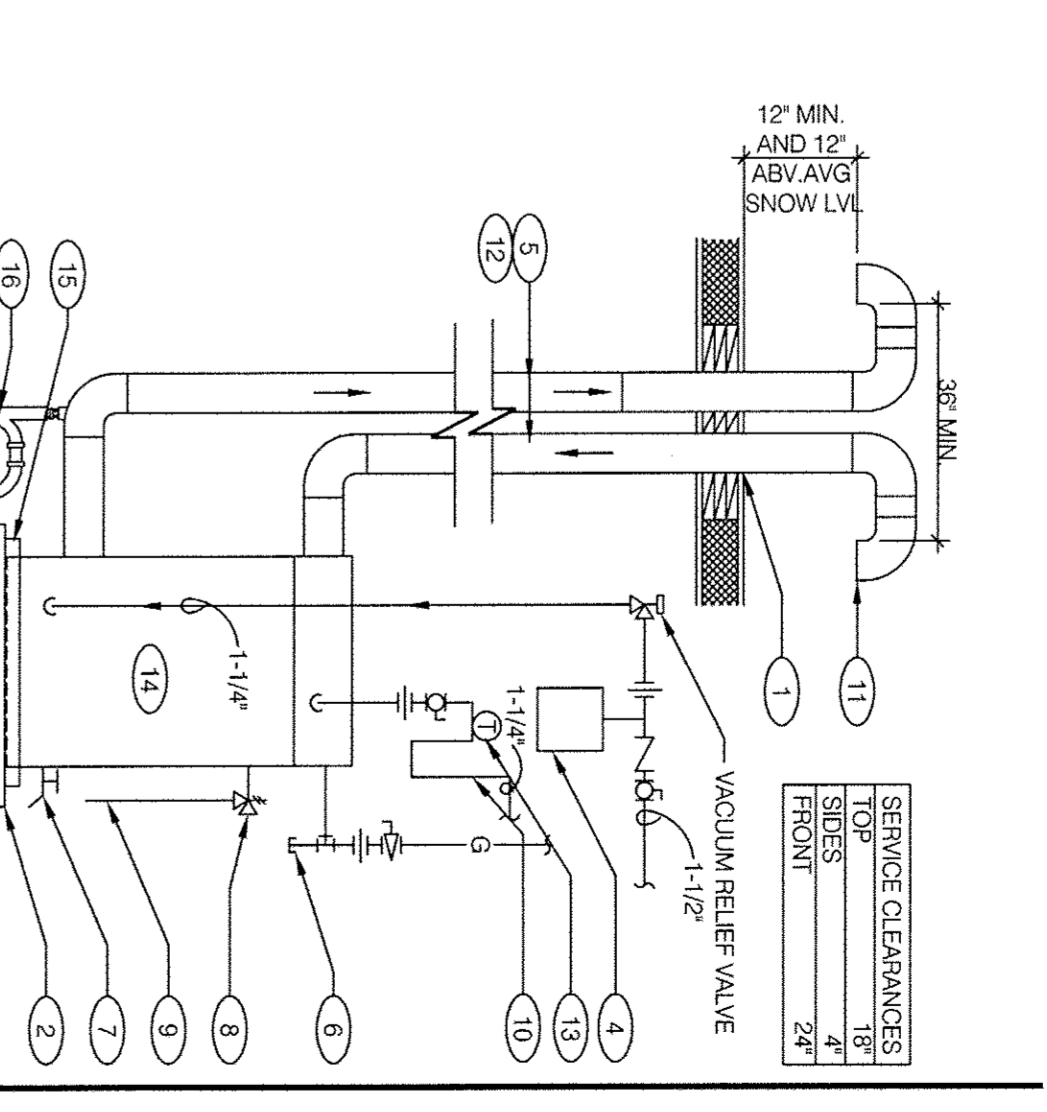 12" MIN.
AND 12"
ABV.AVG
SNOW LVL
36" MIN.
12
5
16
15
1
11
1-1/4"
14
1-1/4"
T
G
1-1/2"
VACUUM RELIEF VALVE
SERVICE CLEARANCES
TOP 18"
SIDES 4"
FRONT 24"
2
7
9
8
6
10
13
4